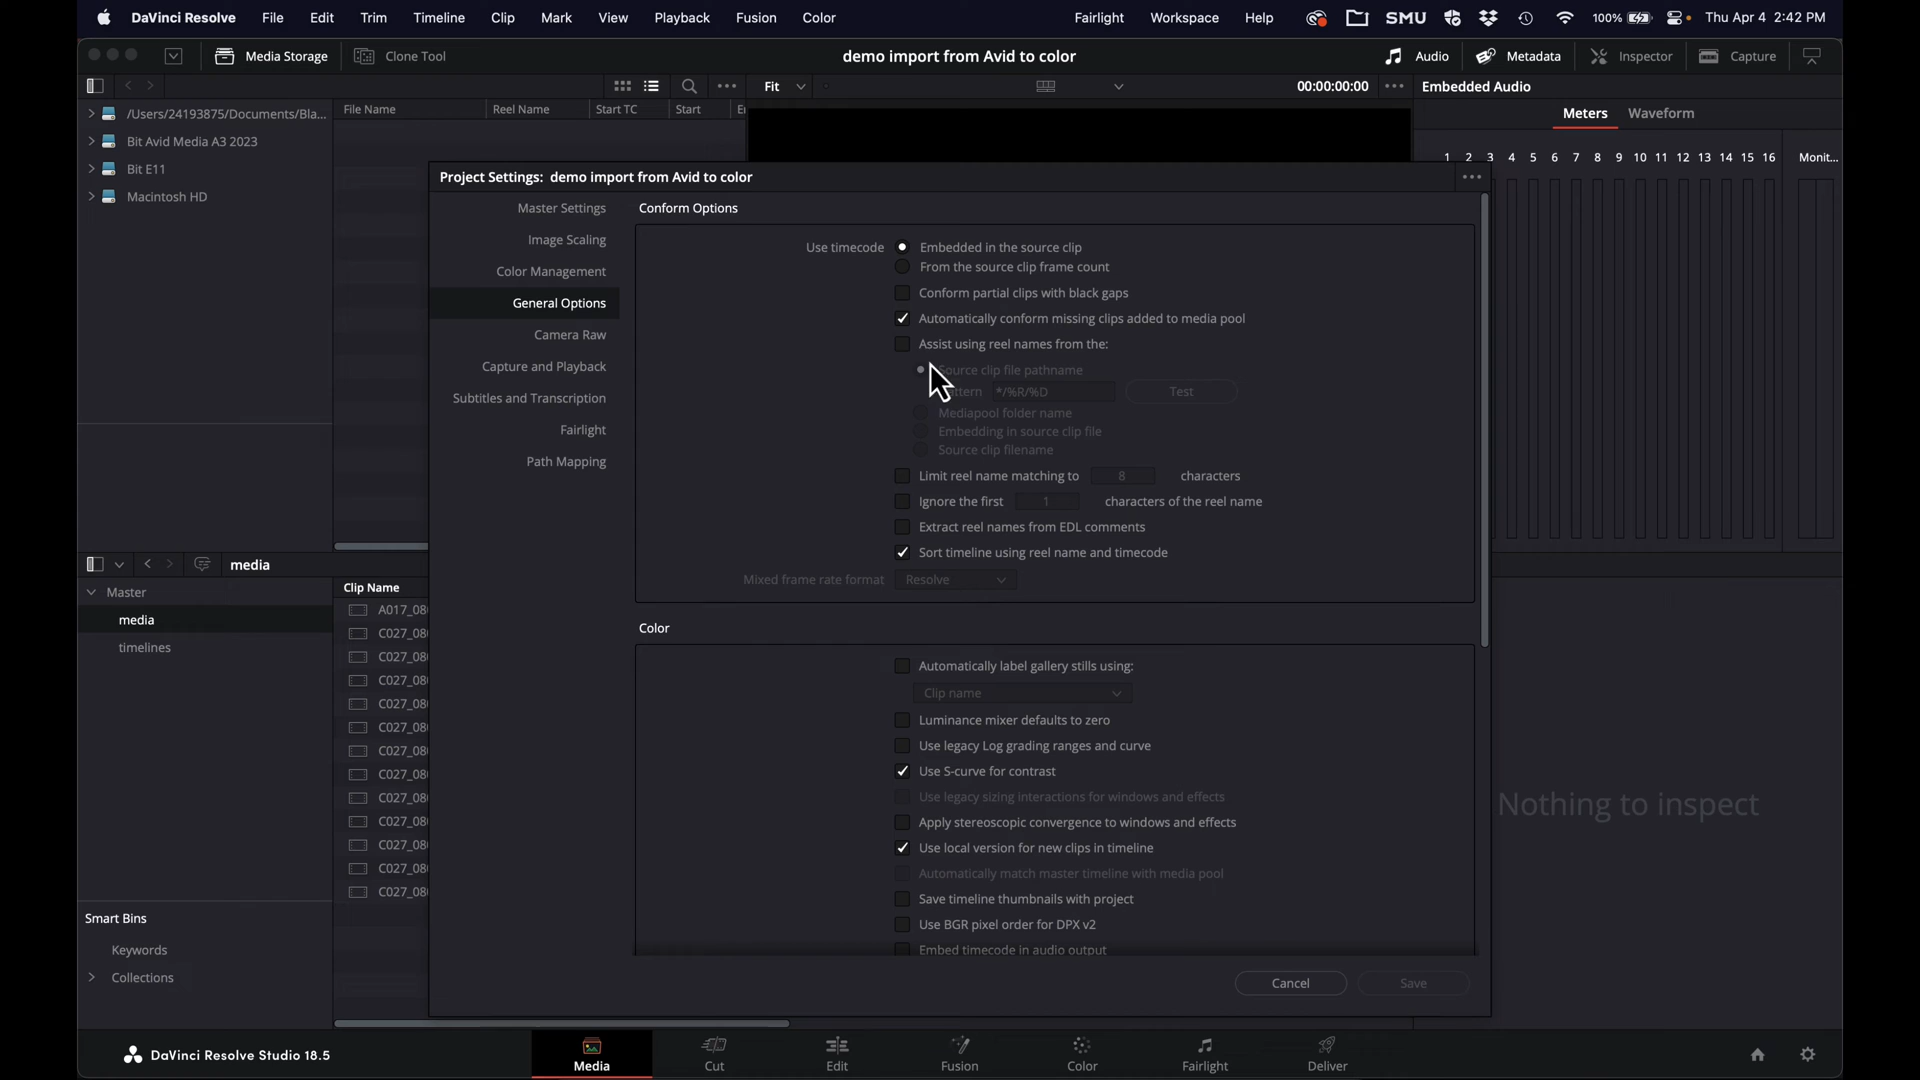 DaVinci Resolve File Edit Trim Timeline Clip Mark View Playback Fusion Color Fairlight Workspace Help SMU 100% Thu Apr 4 2:42 PM
Media Storage Clone Tool demo import from Avid to color Audio Metadata Inspector Capture
Fit 00:00:00:00 Embedded Audio
File Name Reel Name Start TC Start
Meters Waveform
/Users/24193875/Documents/Bla...
Bit Avid Media A3 2023
Bit E11
Macintosh HD
1 2 3 4 5 6 7 8 9 10 11 12 13 14 15 16 Monit...
Project Settings: demo import from Avid to color
Master Settings
Image Scaling
Color Management
General Options
Camera Raw
Capture and Playback
Subtitles and Transcription
Fairlight
Path Mapping
Conform Options
Use timecode Embedded in the source clip
From the source clip frame count
Conform partial clips with black gaps
Automatically conform missing clips added to media pool
Assist using reel names from the:
Source clip file pathname
*/%R/%D Test
Mediapool folder name
Embedding in source clip file
Source clip filename
Limit reel name matching to 8 characters
Ignore the first 1 characters of the reel name
Extract reel names from EDL comments
Sort timeline using reel name and timecode
Mixed frame rate format Resolve
Color
Automatically label gallery stills using:
Clip name
Luminance mixer defaults to zero
Use legacy Log grading ranges and curve
Use S-curve for contrast
Use legacy sizing interactions for windows and effects
Apply stereoscopic convergence to windows and effects
Use local version for new clips in timeline
Automatically match master timeline with media pool
Save timeline thumbnails with project
Use BGR pixel order for DPX v2
Embed timecode in audio output
Cancel Save
media
Master
media
timelines
Clip Name
A017_080
C027_080
C027_080
C027_080
C027_080
C027_080
C027_080
C027_080
C027_080
C027_080
C027_080
C027_080
C027_080
Smart Bins
Keywords
Collections
Nothing to inspect
DaVinci Resolve Studio 18.5
Media Cut Edit Fusion Color Fairlight Deliver